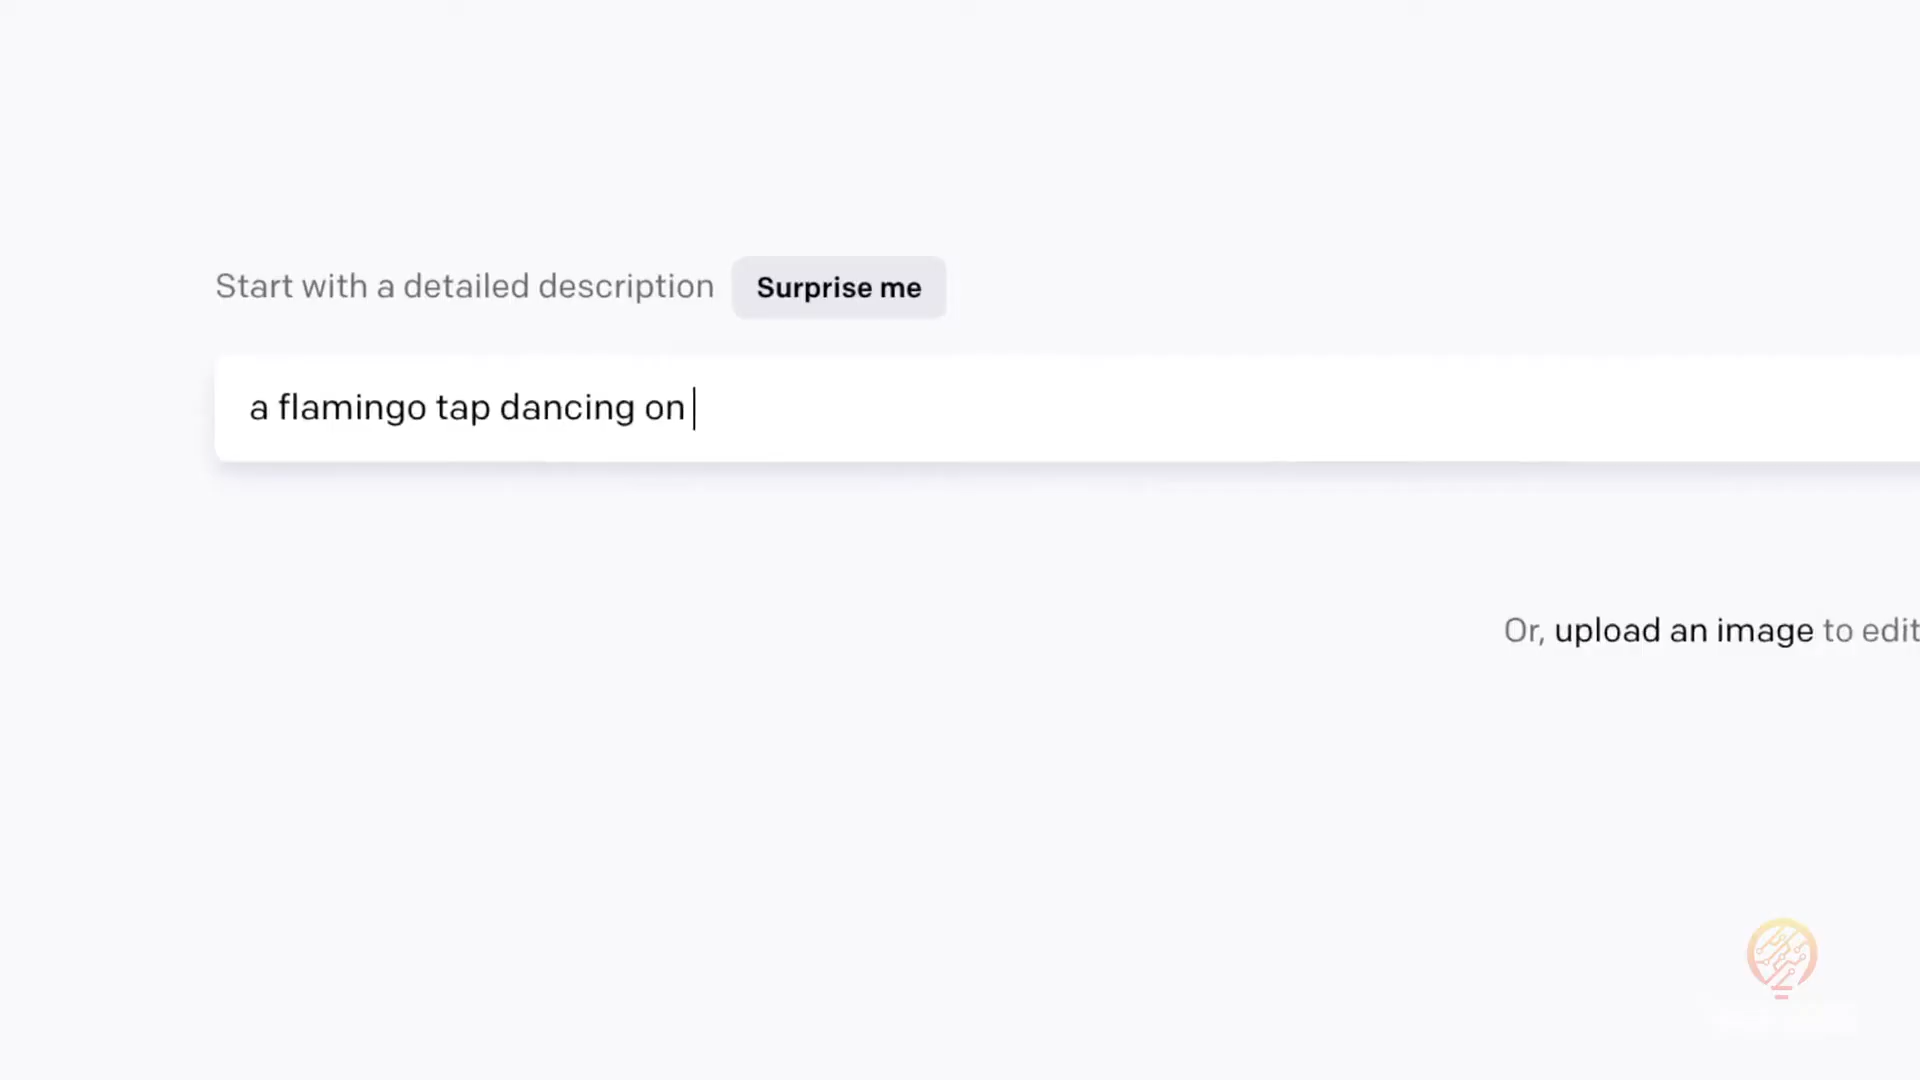 Start with a detailed description Surprise me
a flamingo tap dancing on
Or, upload an image to edit